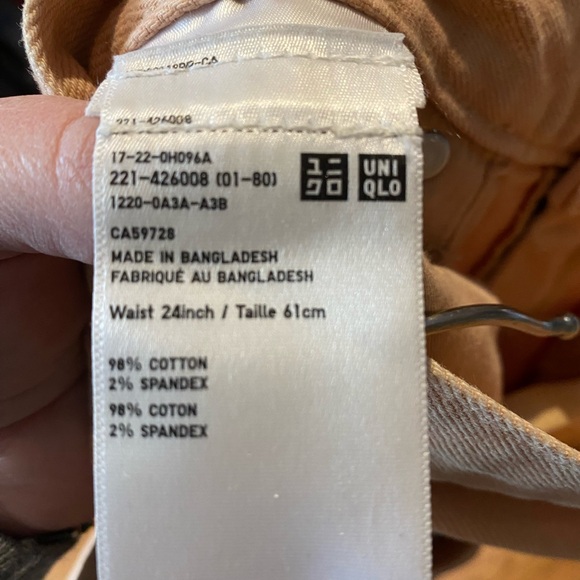 221-426008
17-22-0H096A
221-426008 (01-80)
1220-0A3A-A3B
ユニ
クロ
UNI
QLO
CA59728
MADE IN BANGLADESH
FABRIQUÉ AU BANGLADESH
Waist 24inch / Taille 61cm
98% COTTON
2% SPANDEX
98% COTON
2% SPANDEX